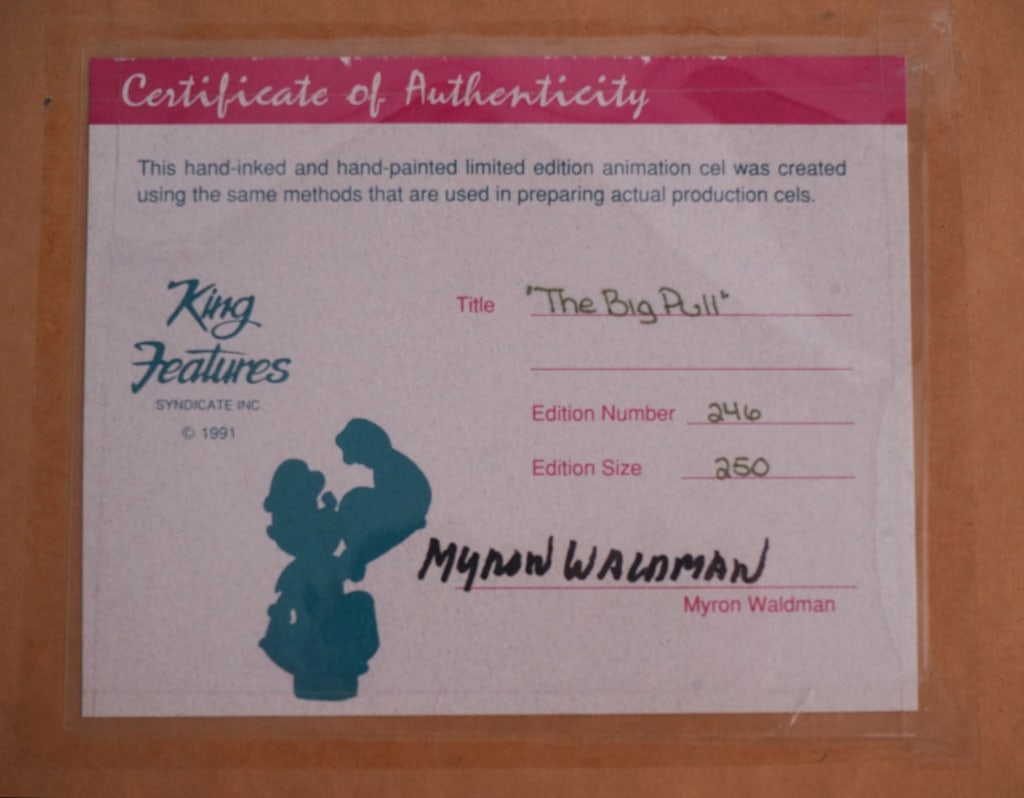 Certificate of Authenticity
This hand-inked and hand-painted limited edition animation cel was created
using the same methods that are used in preparing actual production cels.
King
Features
SYNDICATE INC.
© 1991
Title "The Big Pull"
Edition Number 246
Edition Size 250
MYRON WALDMAN
Myron Waldman